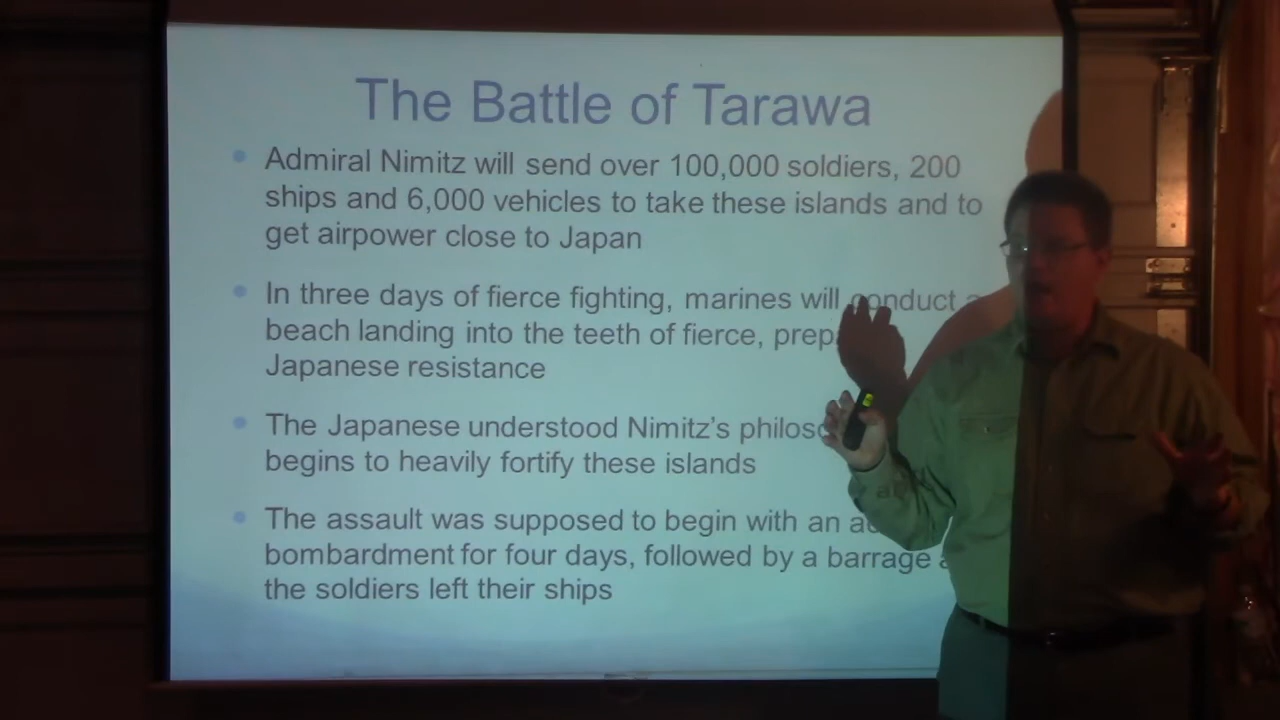 The Battle of Tarawa
Admiral Nimitz will send over 100,000 soldiers, 200
ships and 6,000 vehicles to take these islands and to
get airpower close to Japan
In three days of fierce fighting, marines will conduct
beach landing into the teeth of fierce,
Japanese resistance
The Japanese understood Nimitz's
begins to heavily fortify these islands
The assault was supposed to begin with an
bombardment for four days, followed by a barrage
the soldiers left their ships